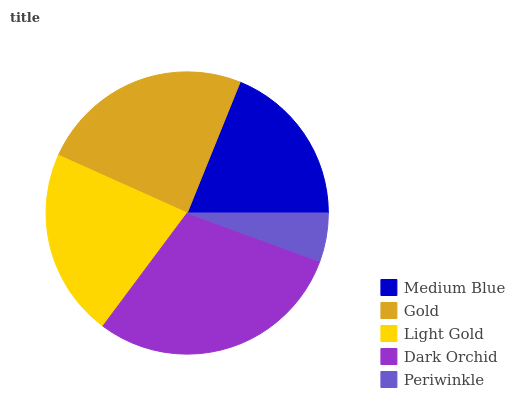 title
Medium Blue
Gold
Light Gold
Dark Orchid
Periwinkle